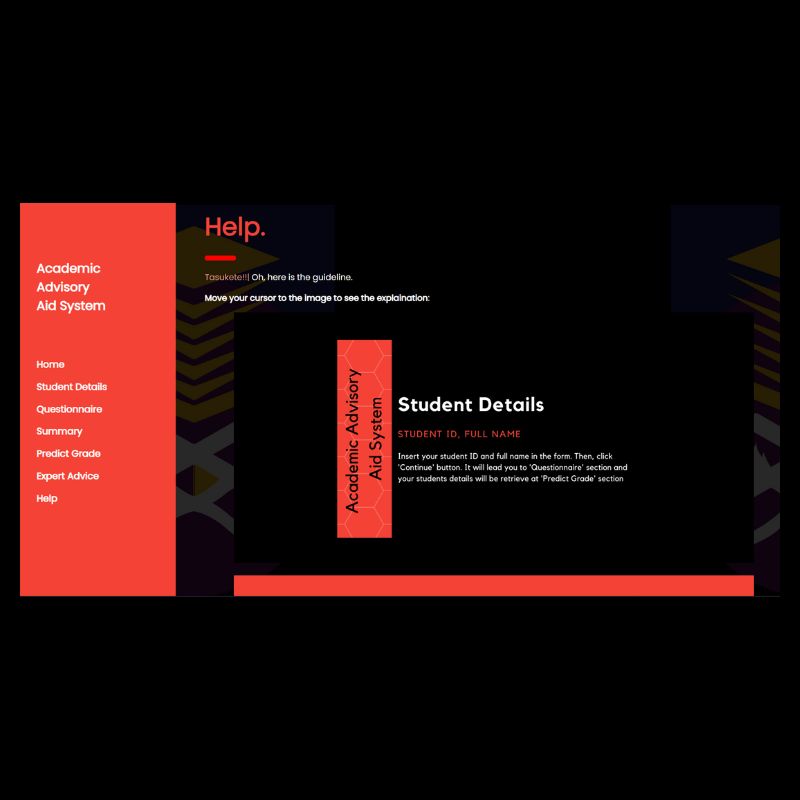 Academic
Advisory
Aid System
Home
Student Details
Questionnaire
Summary
Predict Grade
Expert Advice
Help
Help.
Tasukete!!| Oh, here is the guideline.
Move your cursor to the image to see the explaination:
Academic Advisory
Aid System
Student Details
STUDENT ID, FULL NAME
Insert your student ID and full name in the form. Then, click
'Continue' button. It will lead you to 'Questionnaire' section and
your students details will be retrieve at 'Predict Grade' section